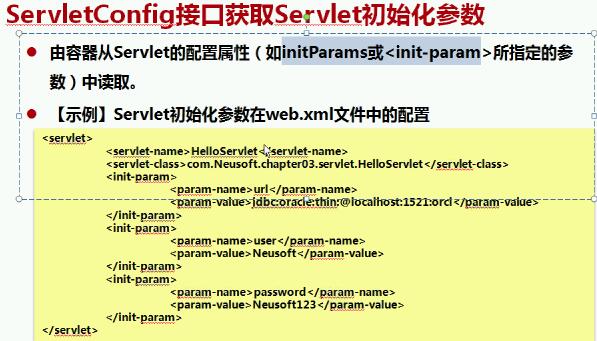 ServletConfig接口获取Servlet初始化参数
由容器从Servlet的配置属性（如initParams或<init-param>所指定的参
数）中读取。
【示例】Servlet初始化参数在web.xml文件中的配置
<servlet>
<servlet-name>HelloServlet</servlet-name>
<servlet-class>com.Neusoft.chapter03.servlet.HelloServlet</servlet-class>
<init-param>
<param-name>url</param-name>
<param-value>jdbc:oracle:thin:@localhost:1521:orcl</param-value>
</init-param>
<init-param>
<param-name>user</param-name>
<param-value>Neusoft</param-value>
</init-param>
<init-param>
<param-name>password</param-name>
<param-value>Neusoft123</param-value>
</init-param>
</servlet>